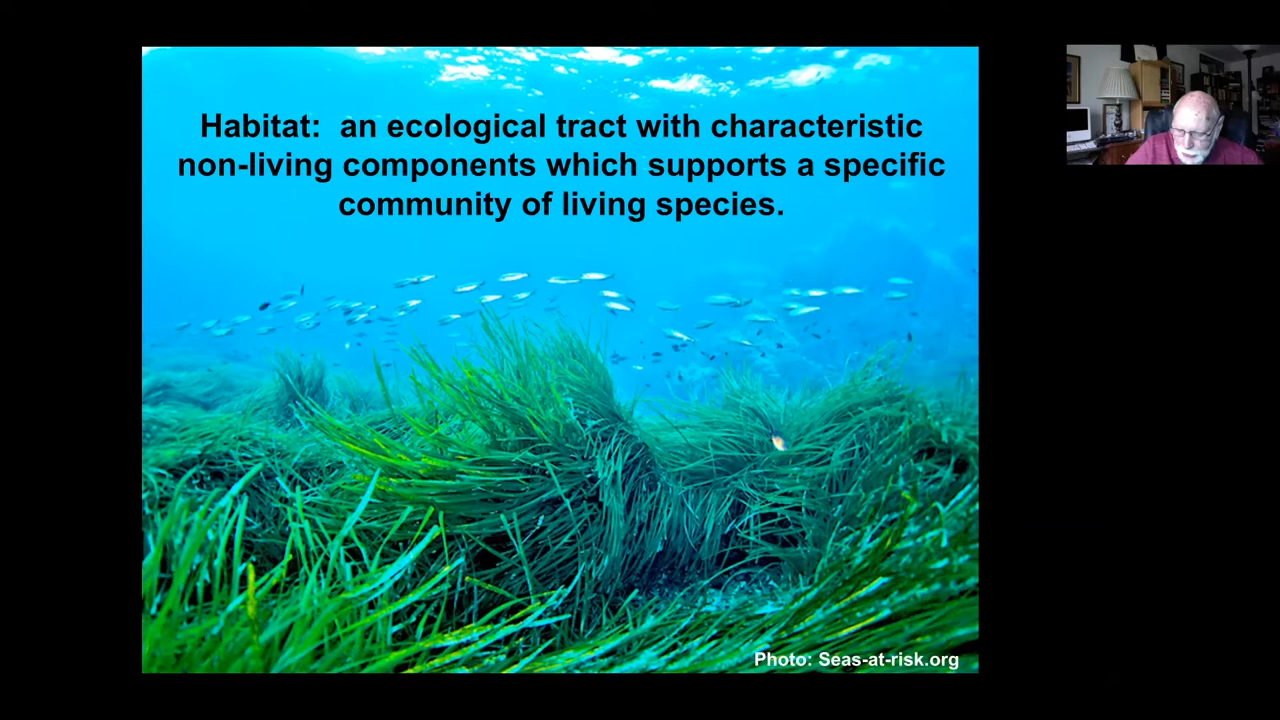 Habitat:  an ecological tract with characteristic
non-living components which supports a specific
community of living species.
Photo: Seas-at-risk.org